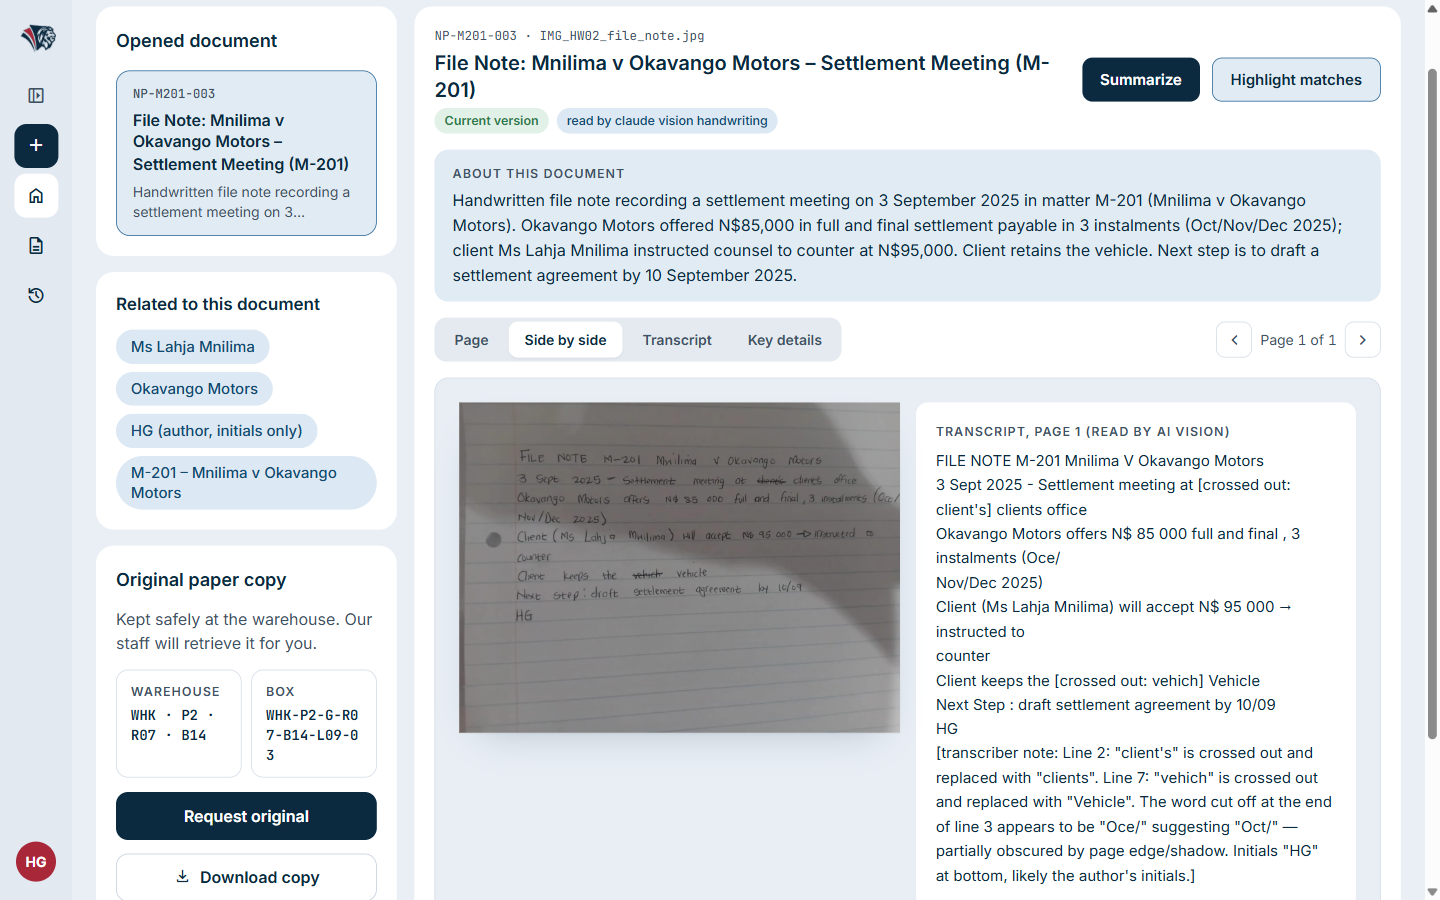 Opened document
NP-M201-003
File Note: Mnilima v
Okavango Motors –
Settlement Meeting (M-201)
Handwritten file note recording a
settlement meeting on 3...
Related to this document
Ms Lahja Mnilima
Okavango Motors
HG (author, initials only)
M-201 – Mnilima v Okavango
Motors
Original paper copy
Kept safely at the warehouse. Our
staff will retrieve it for you.
WAREHOUSE
WHK · P2 ·
R07 · B14
BOX
WHK-P2-G-R0
7-B14-L09-0
3
Request original
Download copy
HG
NP-M201-003 · IMG_HW02_file_note.jpg
File Note: Mnilima v Okavango Motors – Settlement Meeting (M-
201)
Summarize
Highlight matches
Current version
read by claude vision handwriting
ABOUT THIS DOCUMENT
Handwritten file note recording a settlement meeting on 3 September 2025 in matter M-201 (Mnilima v Okavango
Motors). Okavango Motors offered N$85,000 in full and final settlement payable in 3 instalments (Oct/Nov/Dec 2025);
client Ms Lahja Mnilima instructed counsel to counter at N$95,000. Client retains the vehicle. Next step is to draft a
settlement agreement by 10 September 2025.
Page
Side by side
Transcript
Key details
Page 1 of 1
FILE NOTE M-201 Mnilima V Okavango Motors
3 Sept 2025 - Settlement meeting at clients office
Okavango Motors offers N$ 85 000 full and final, 3 instalments (Oct/
Nov/Dec 2025)
Client (Ms Lahja Mnilima) will accept N$ 95 000 → instructed to
counter
Client keeps the vehich vehicle
Next step: draft settlement agreement by 10/09
HG
TRANSCRIPT, PAGE 1 (READ BY AI VISION)
FILE NOTE M-201 Mnilima V Okavango Motors
3 Sept 2025 - Settlement meeting at [crossed out:
client's] clients office
Okavango Motors offers N$ 85 000 full and final , 3
instalments (Oce/
Nov/Dec 2025)
Client (Ms Lahja Mnilima) will accept N$ 95 000 →
instructed to
counter
Client keeps the [crossed out: vehich] Vehicle
Next Step : draft settlement agreement by 10/09
HG
[transcriber note: Line 2: "client's" is crossed out and
replaced with "clients". Line 7: "vehich" is crossed out
and replaced with "Vehicle". The word cut off at the end
of line 3 appears to be "Oce/" suggesting "Oct/" —
partially obscured by page edge/shadow. Initials "HG"
at bottom, likely the author's initials.]